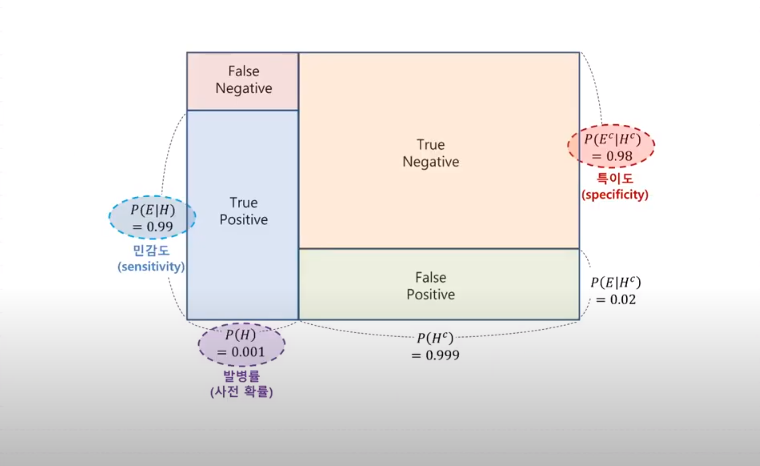 False
Negative
True
Negative
P(E^c|H^c)
= 0.98
특이도
(specificity)
True
Positive
P(E|H)
= 0.99
민감도
(sensitivity)
False
Positive
P(E|H^c)
= 0.02
P(H)
= 0.001
발병률
(사전 확률)
P(H^c)
= 0.999